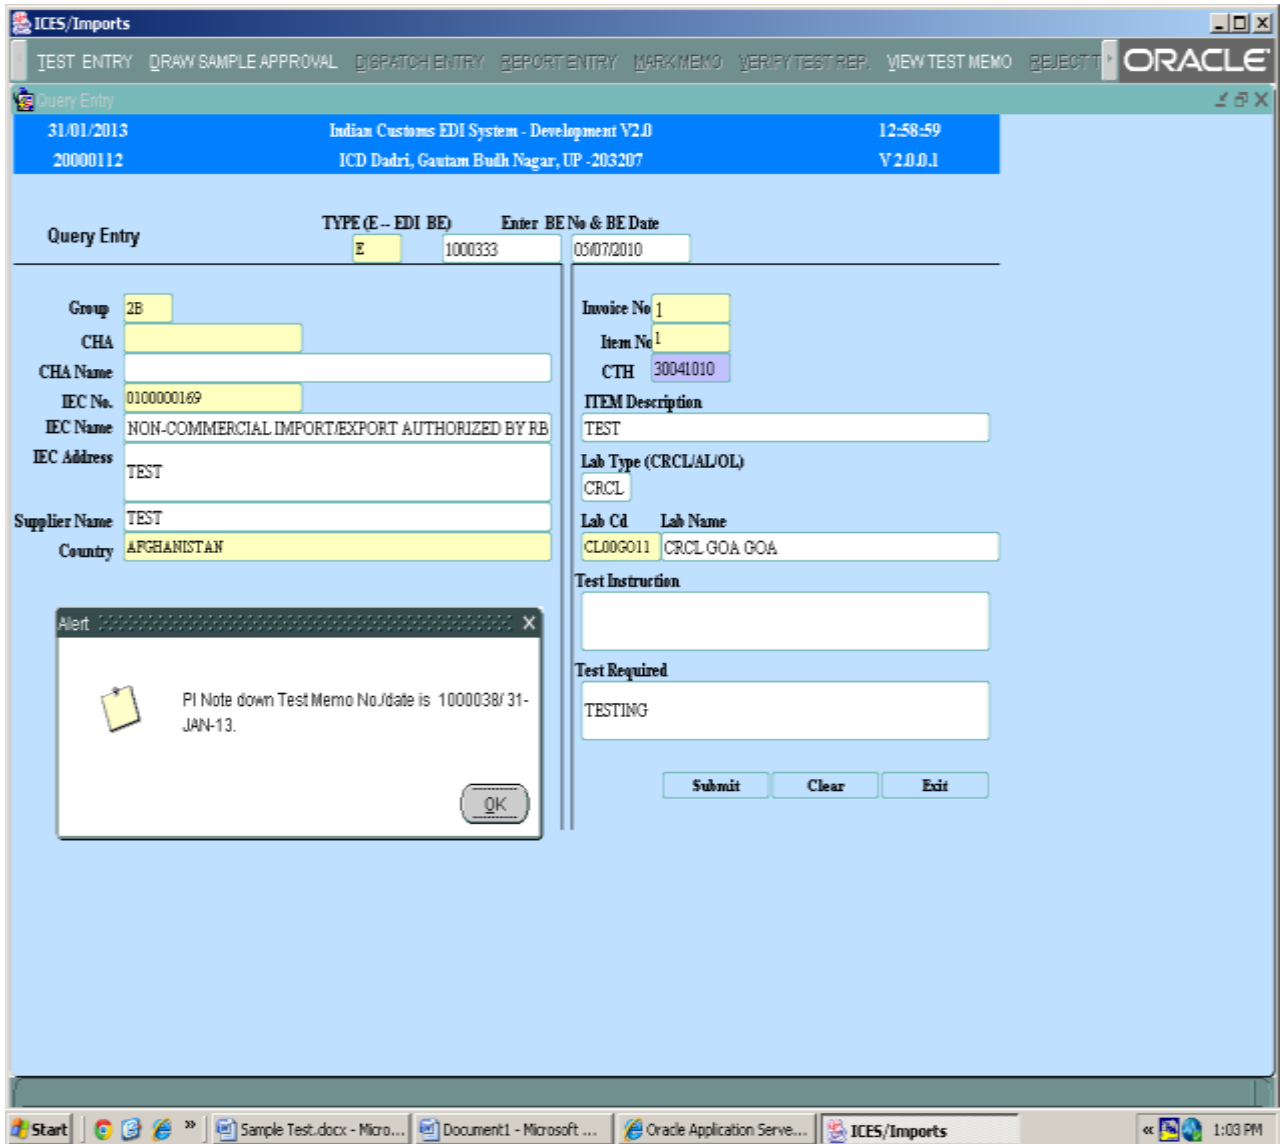 ICES/Imports
TEST ENTRY DRAW SAMPLE APPROVAL DISPATCH ENTRY REPORT ENTRY MARK MEMO VERIFY TEST REP. VIEW TEST MEMO REJECT T ORACLE
Query Entry
31/01/2013 Indian Customs EDI System - Development V2.0 12:58:59
20000112 ICD Dadri, Gautam Budh Nagar, UP -203207 V 2.0.0.1
TYPE (E -- EDI BE) Enter BE No & BE Date
Query Entry E 1000333 05/07/2010
Group 2B
CHA
CHA Name
IEC No. 0100000169
IEC Name NON-COMMERCIAL IMPORT/EXPORT AUTHORIZED BY RB
IEC Address TEST
Supplier Name TEST
Country AFGHANISTAN
Invoice No 1
Item No 1
CTH 30041010
ITEM Description
TEST
Lab Type (CRCL/AL/OL)
CRCL
Lab Cd Lab Name
CL00GO11 CRCL GOA GOA
Test Instruction
Test Required
TESTING
Submit Clear Exit
Alert X
Pl Note down Test Memo No./date is 1000038/ 31-
JAN-13.
OK
Start » Sample Test.docx - Micro... Document1 - Microsoft ... Oracle Application Serve... ICES/Imports « 1:03 PM